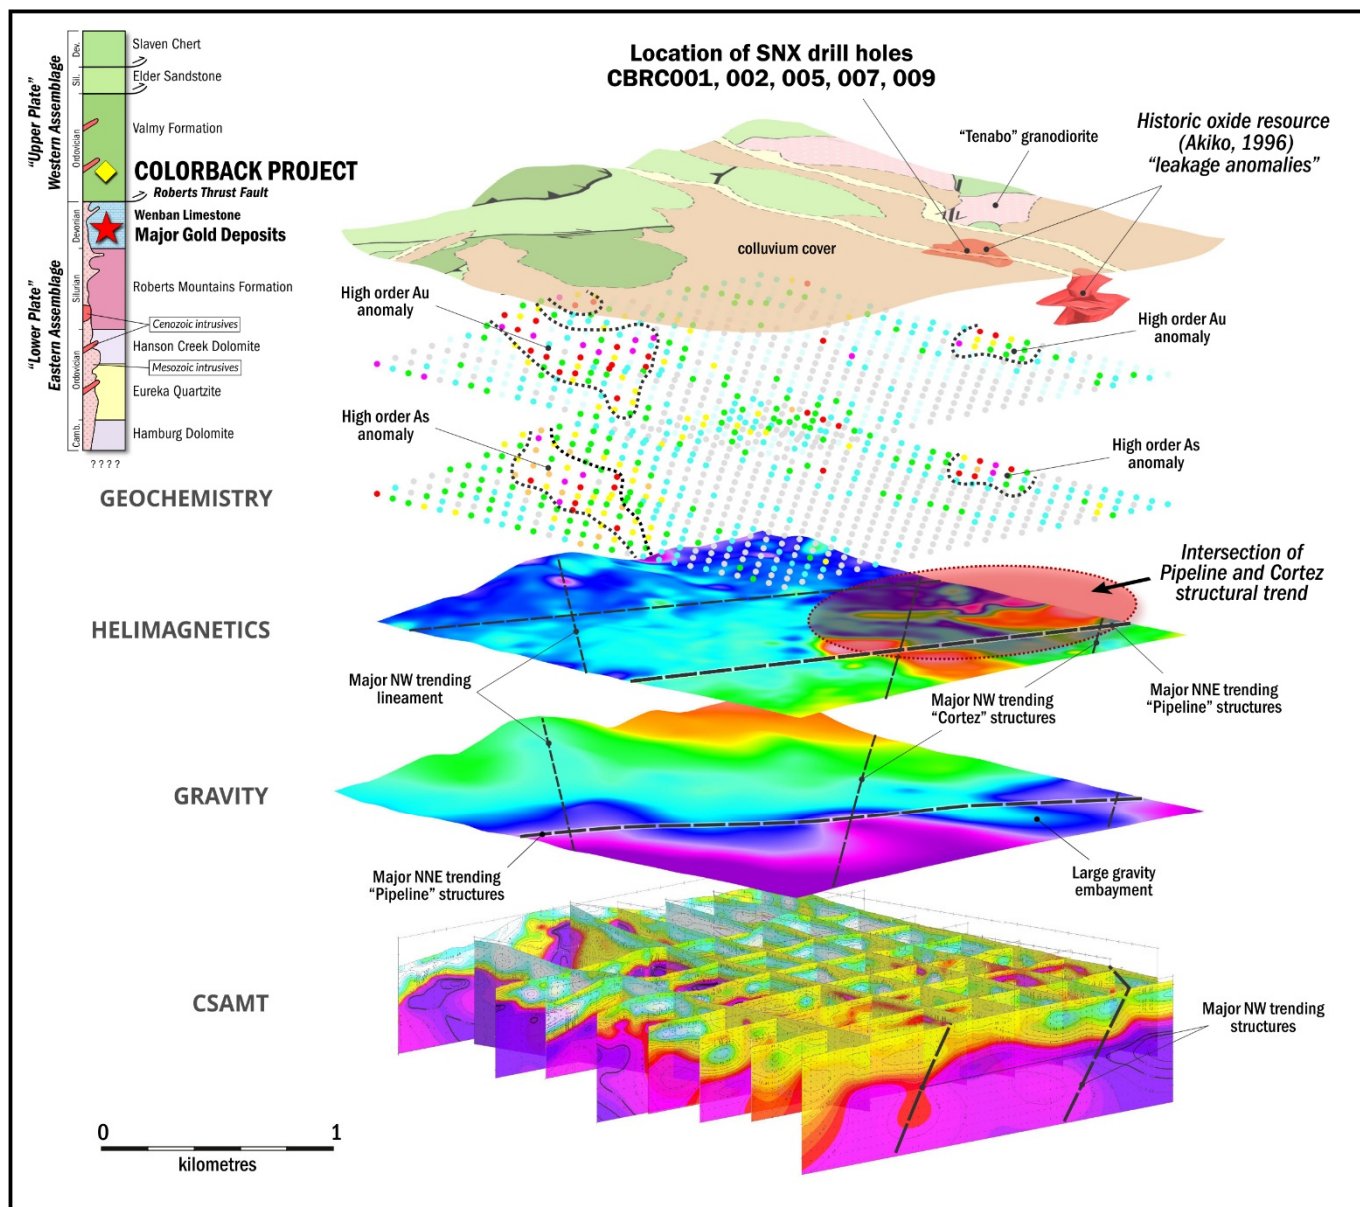 Dev.
Sil.
Ordovician
Devonian
Silurian
Ordovician
Camb.
"Upper Plate"
Western Assemblage
"Lower Plate"
Eastern Assemblage
Slaven Chert
Elder Sandstone
Valmy Formation
COLORBACK PROJECT
Roberts Thrust Fault
Wenban Limestone
Major Gold Deposits
Roberts Mountains Formation
Cenozoic intrusives
Hanson Creek Dolomite
Mesozoic intrusives
Eureka Quartzite
Hamburg Dolomite
? ? ? ?
Location of SNX drill holes
CBRC001, 002, 005, 007, 009
"Tenabo" granodiorite
Historic oxide resource
(Akiko, 1996)
"leakage anomalies"
colluvium cover
High order Au
anomaly
High order Au
anomaly
High order As
anomaly
High order As
anomaly
GEOCHEMISTRY
Intersection of
Pipeline and Cortez
structural trend
HELIMAGNETICS
Major NW trending
lineament
Major NW trending
"Cortez" structures
Major NNE trending
"Pipeline" structures
GRAVITY
Major NNE trending
"Pipeline" structures
Large gravity
embayment
CSAMT
Major NW trending
structures
0 1
kilometres